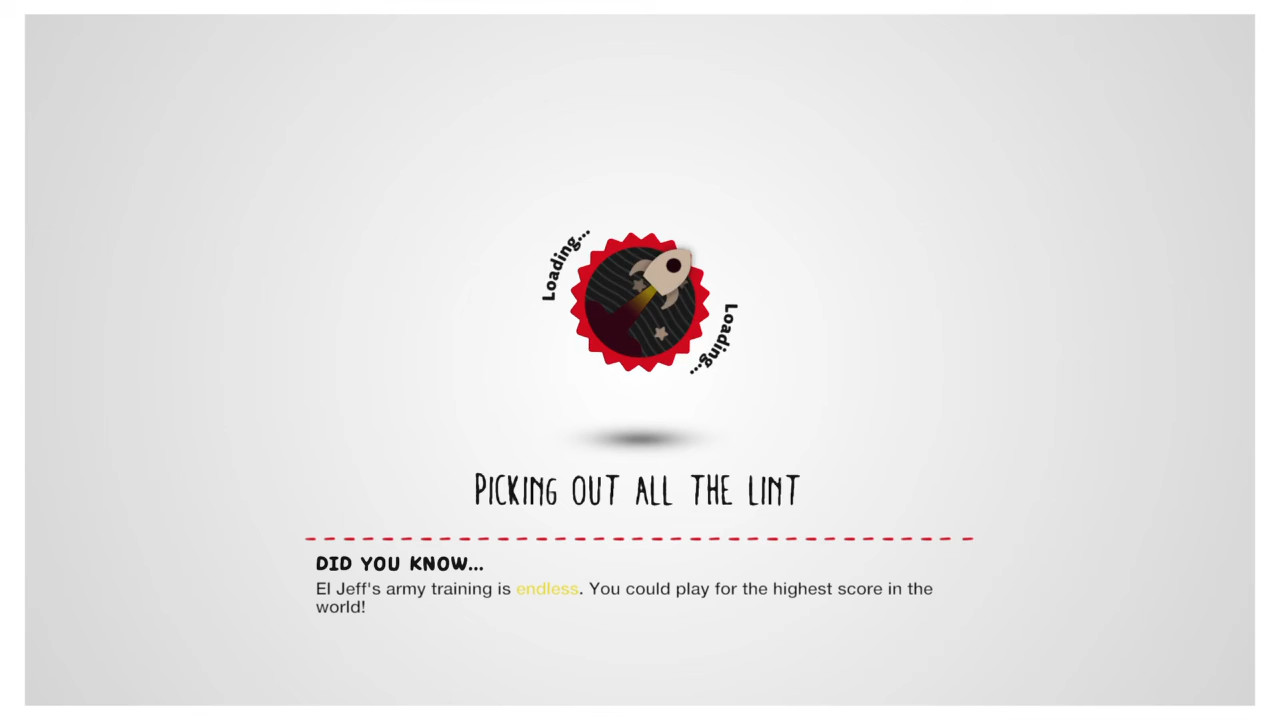 Loading...
Loading...
PICKING OUT ALL THE LINT
DID YOU KNOW...
El Jeff's army training is endless. You could play for the highest score in the
world!